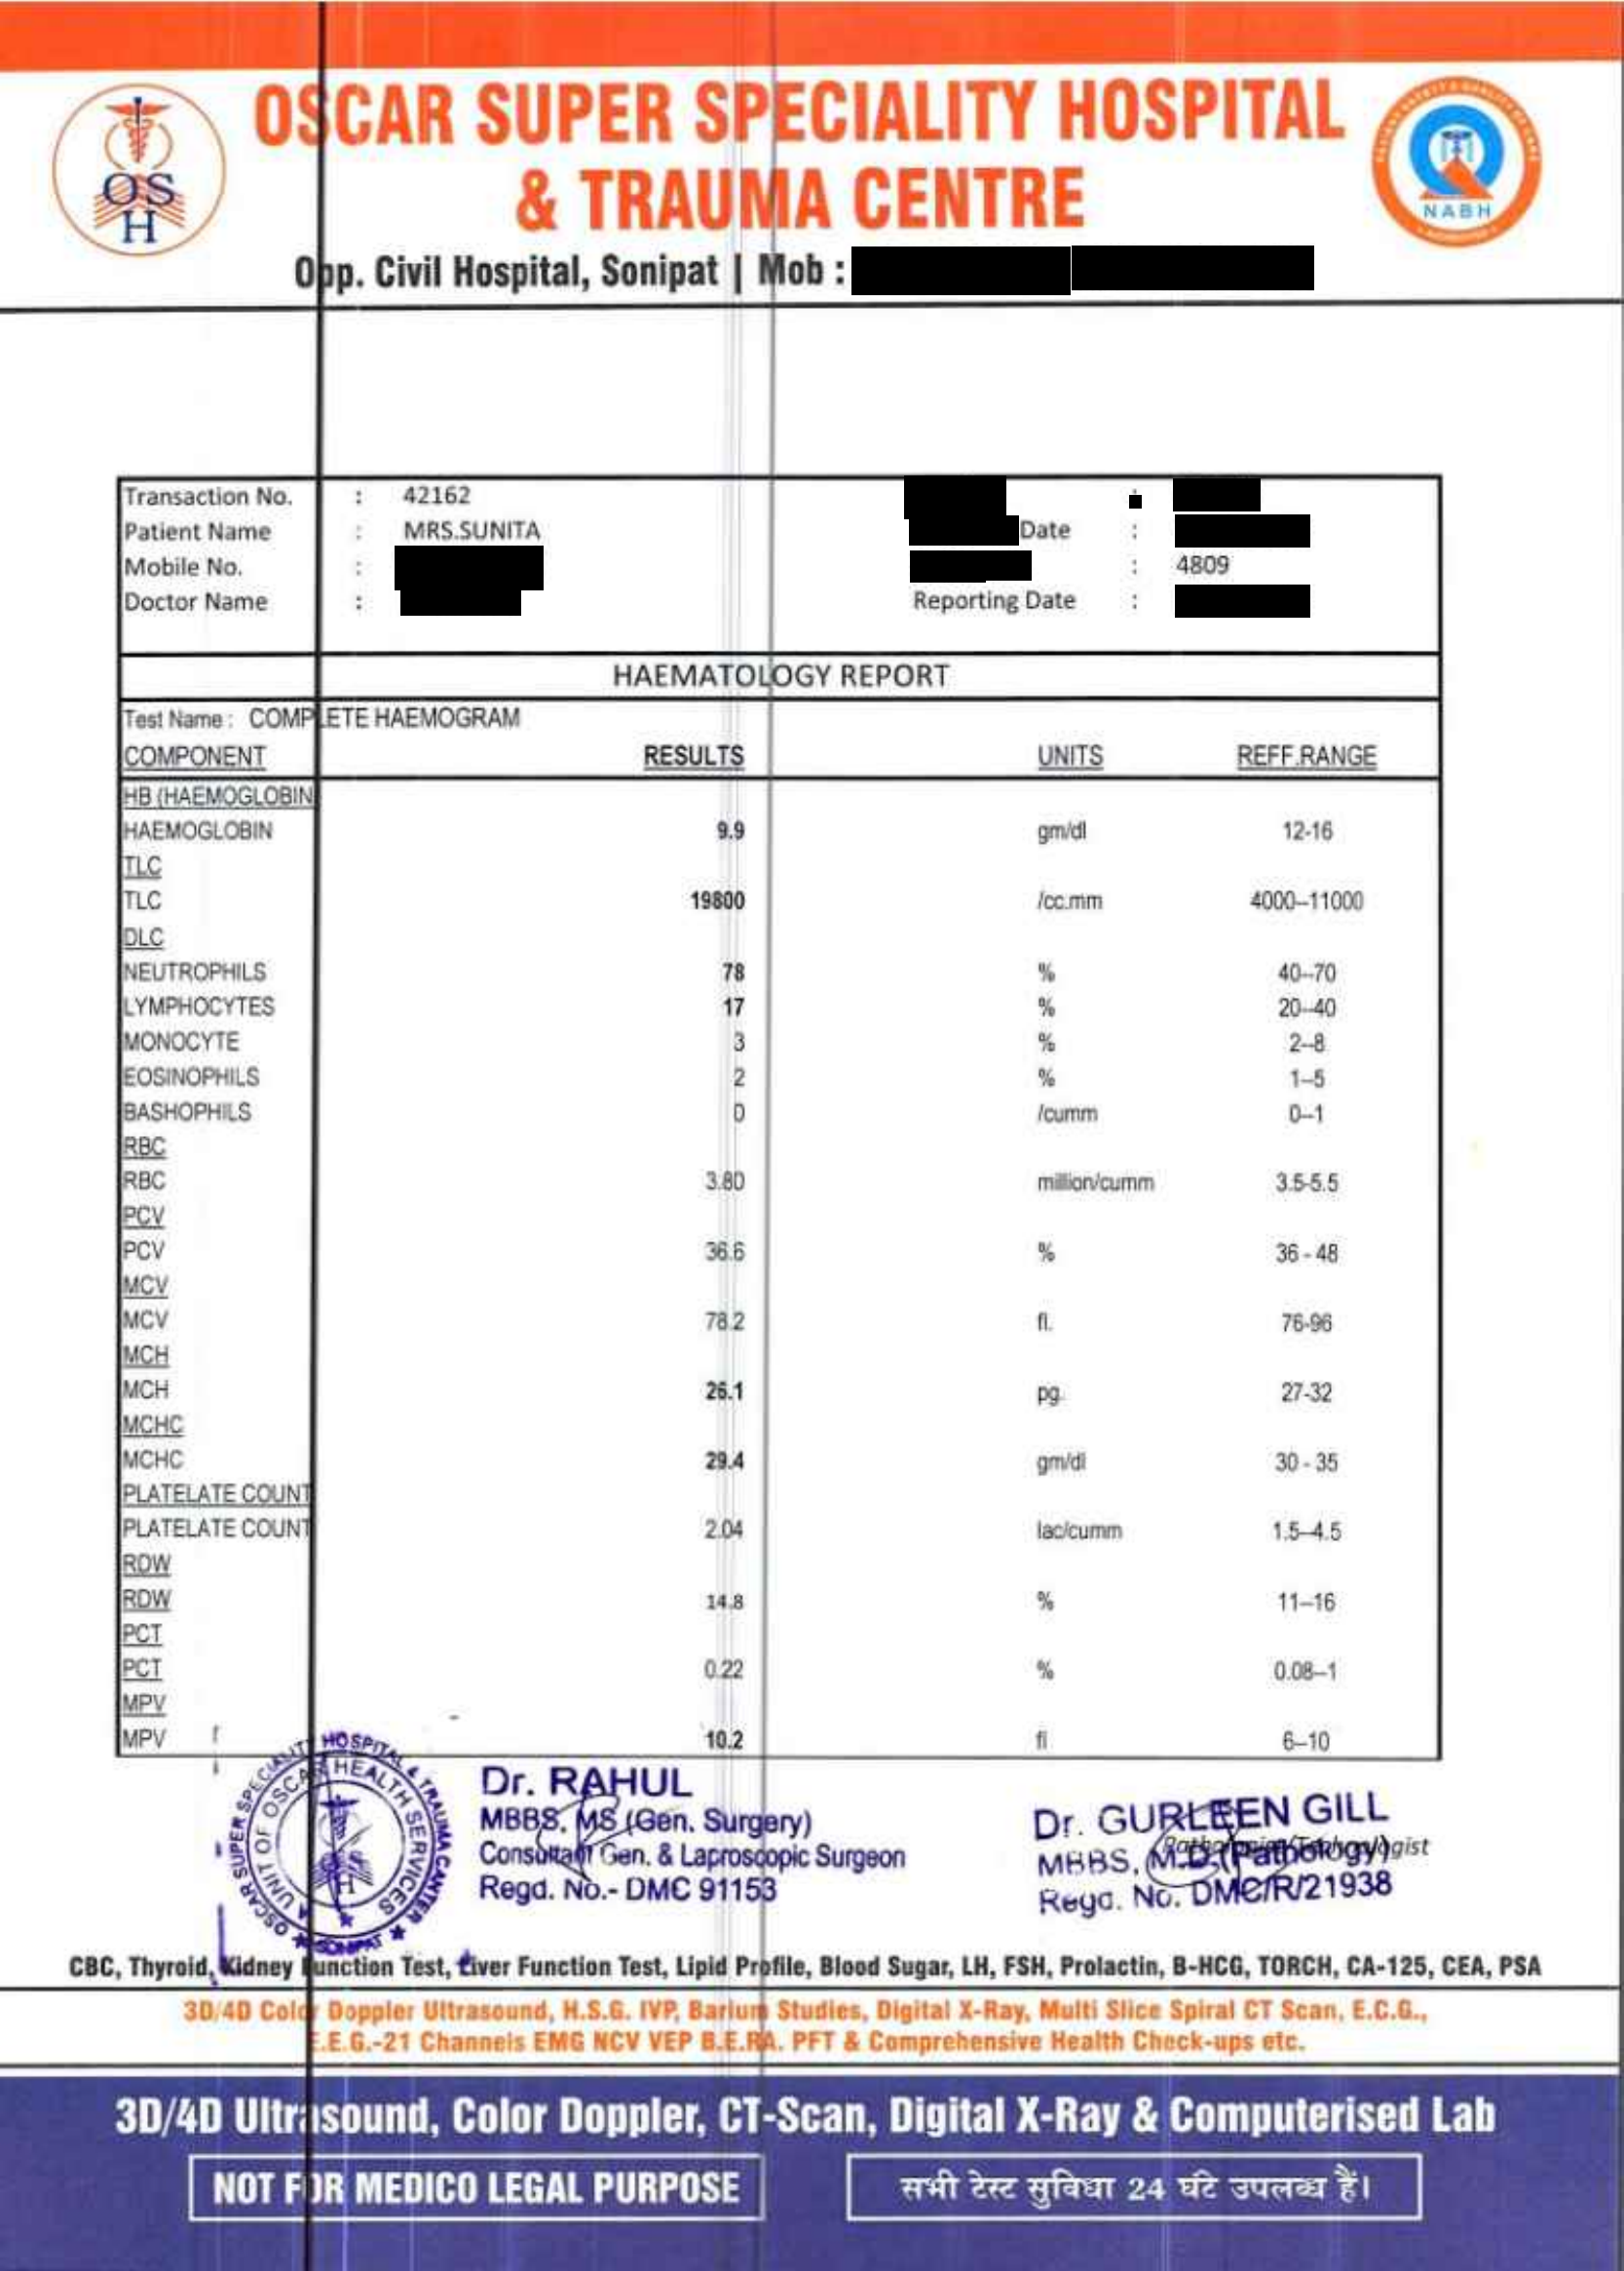 OSCAR SUPER SPECIALITY HOSPITAL
& TRAUMA CENTRE
OSH
NABH
Opp. Civil Hospital, Sonipat | Mob :
Transaction No. : 42162
Patient Name : MRS.SUNITA Date :
Mobile No. : : 4809
Doctor Name : Reporting Date :
HAEMATOLOGY REPORT
Test Name : COMPLETE HAEMOGRAM
COMPONENT RESULTS UNITS REFF.RANGE
HB (HAEMOGLOBIN
HAEMOGLOBIN 9.9 gm/dl 12-16
TLC
TLC 19800 /cc.mm 4000--11000
DLC
NEUTROPHILS 78 % 40--70
LYMPHOCYTES 17 % 20--40
MONOCYTE 3 % 2--8
EOSINOPHILS 2 % 1--5
BASHOPHILS 0 /cumm 0--1
RBC
RBC 3.80 million/cumm 3.5-5.5
PCV
PCV 36.6 % 36 - 48
MCV
MCV 78.2 fl. 76-96
MCH
MCH 26.1 pg. 27-32
MCHC
MCHC 29.4 gm/dl 30 - 35
PLATELATE COUNT
PLATELATE COUNT 2.04 lac/cumm 1.5--4.5
RDW
RDW 14.8 % 11--16
PCT
PCT 0.22 % 0.08--1
MPV
MPV 10.2 fl 6--10
OSCAR SUPER SPECIALITY HOSPITAL & TRAUMA CANTER
A UNIT OF OSCAR HEALTH SERVICES
SONIPAT
Dr. RAHUL
MBBS, MS (Gen. Surgery)
Consultant Gen. & Laproscopic Surgeon
Regd. No.- DMC 91153
Dr. GURLEEN GILL
Pathologist/Technologist
MBBS, M.D. (Pathology)
Regd. No. DMC/R/21938
CBC, Thyroid, Kidney Function Test, Liver Function Test, Lipid Profile, Blood Sugar, LH, FSH, Prolactin, B-HCG, TORCH, CA-125, CEA, PSA
3D/4D Color Doppler Ultrasound, H.S.G. IVP, Barium Studies, Digital X-Ray, Multi Slice Spiral CT Scan, E.C.G.,
E.E.G.-21 Channels EMG NCV VEP B.E.RA. PFT & Comprehensive Health Check-ups etc.
3D/4D Ultrasound, Color Doppler, CT-Scan, Digital X-Ray & Computerised Lab
NOT FOR MEDICO LEGAL PURPOSE
सभी टेस्ट सुविधा 24 घंटे उपलब्ध हैं।